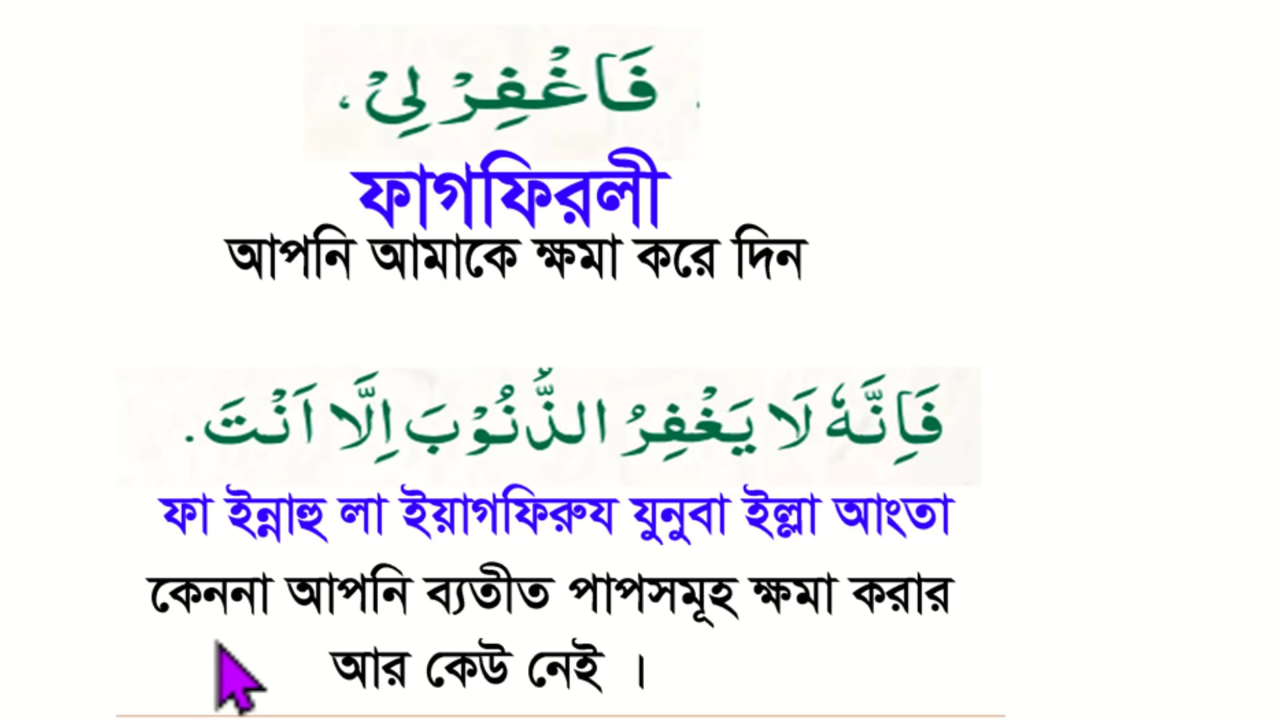 فَاغْفِرْ لِيْ،
ফাগফিরলী
আপনি আমাকে ক্ষমা করে দিন
فَاِنَّهٗ لَا يَغْفِرُ الذُّنُوْبَ اِلَّا اَنْتَ.
ফা ইন্নাহু লা ইয়াগফিরুয যুনুবা ইল্লা আংতা
কেননা আপনি ব্যতীত পাপসমূহ ক্ষমা করার
আর কেউ নেই ।